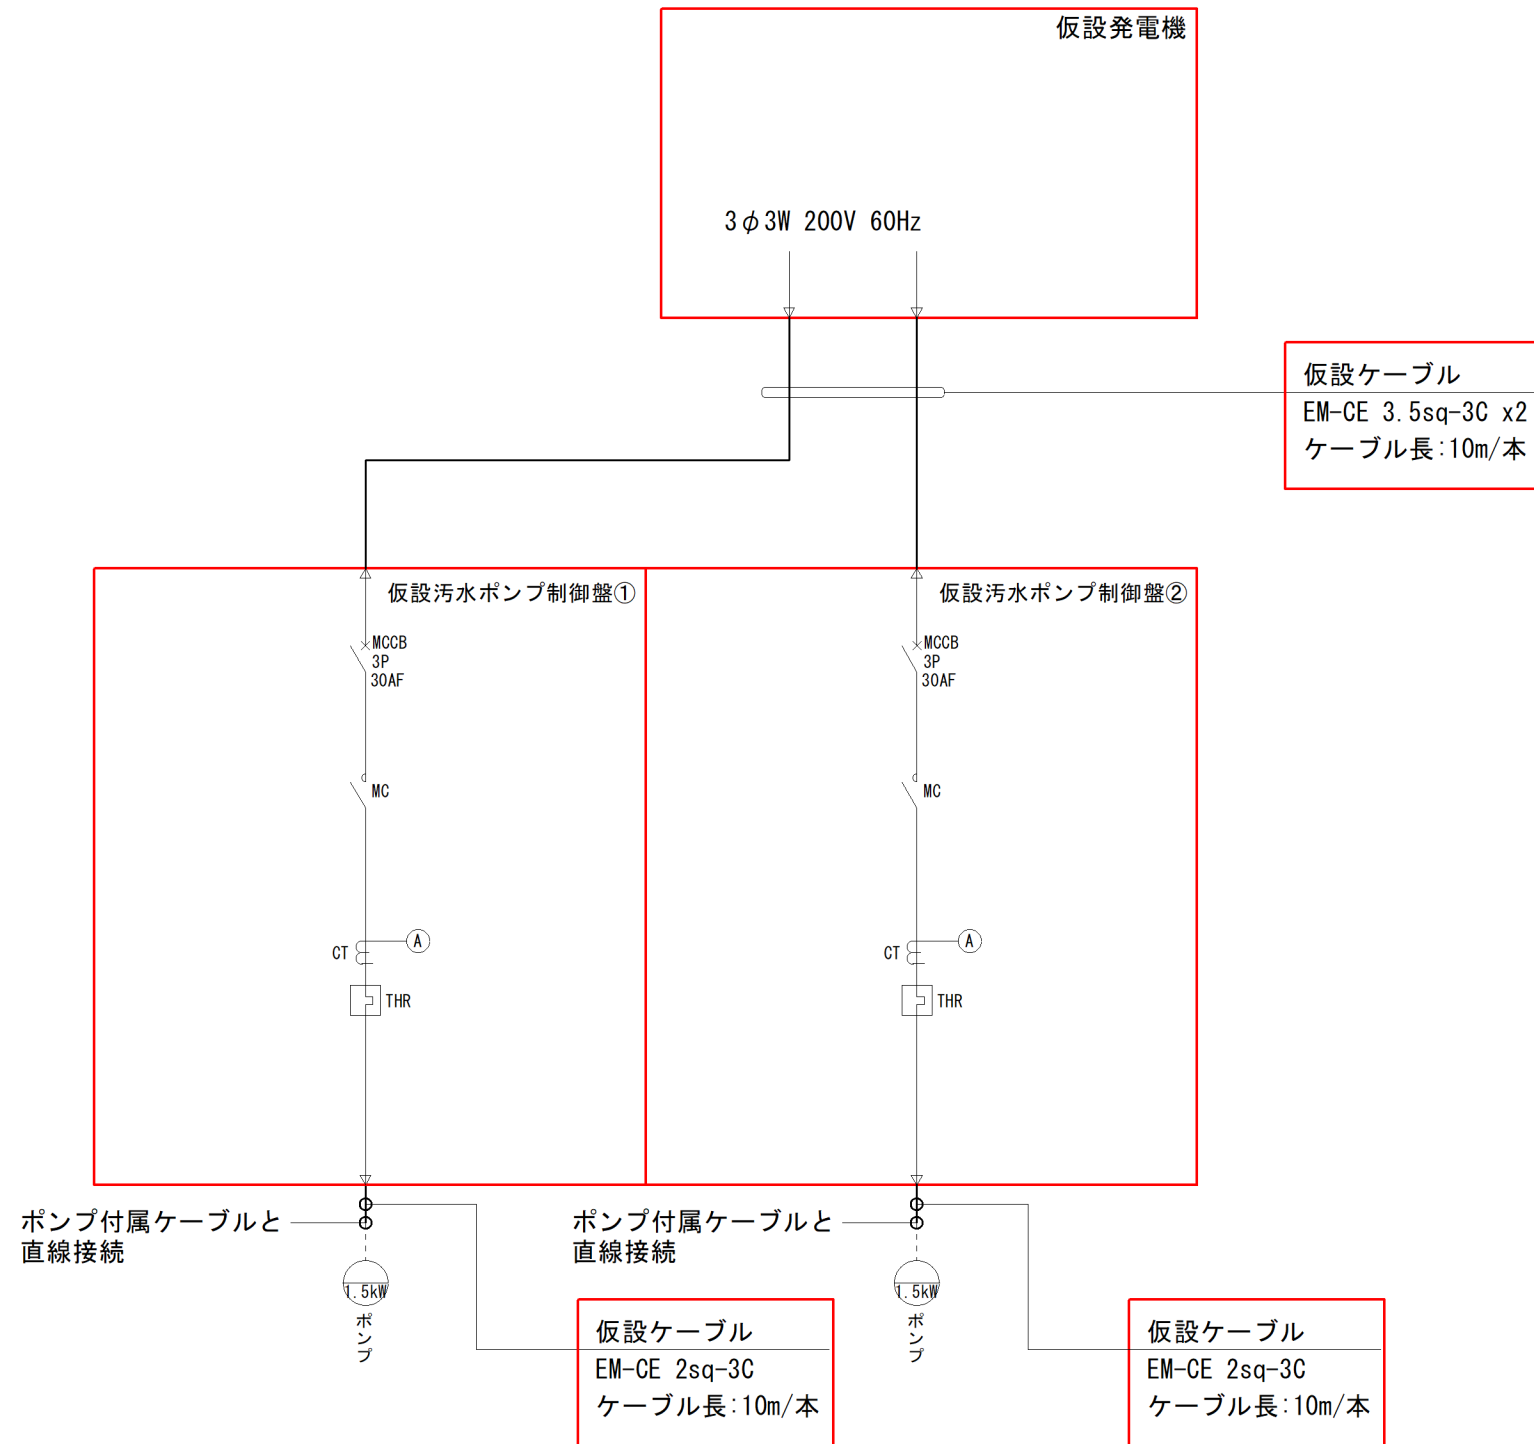 仮設発電機
3φ3W 200V 60Hz
仮設ケーブル
EM-CE 3.5sq-3C x2
ケーブル長:10m/本
仮設汚水ポンプ制御盤①
MCCB
3P
30AF
MC
CT
A
THR
仮設汚水ポンプ制御盤②
MCCB
3P
30AF
MC
CT
A
THR
ポンプ付属ケーブルと
直線接続
1.5kW
ポンプ
仮設ケーブル
EM-CE 2sq-3C
ケーブル長:10m/本
ポンプ付属ケーブルと
直線接続
1.5kW
ポンプ
仮設ケーブル
EM-CE 2sq-3C
ケーブル長:10m/本